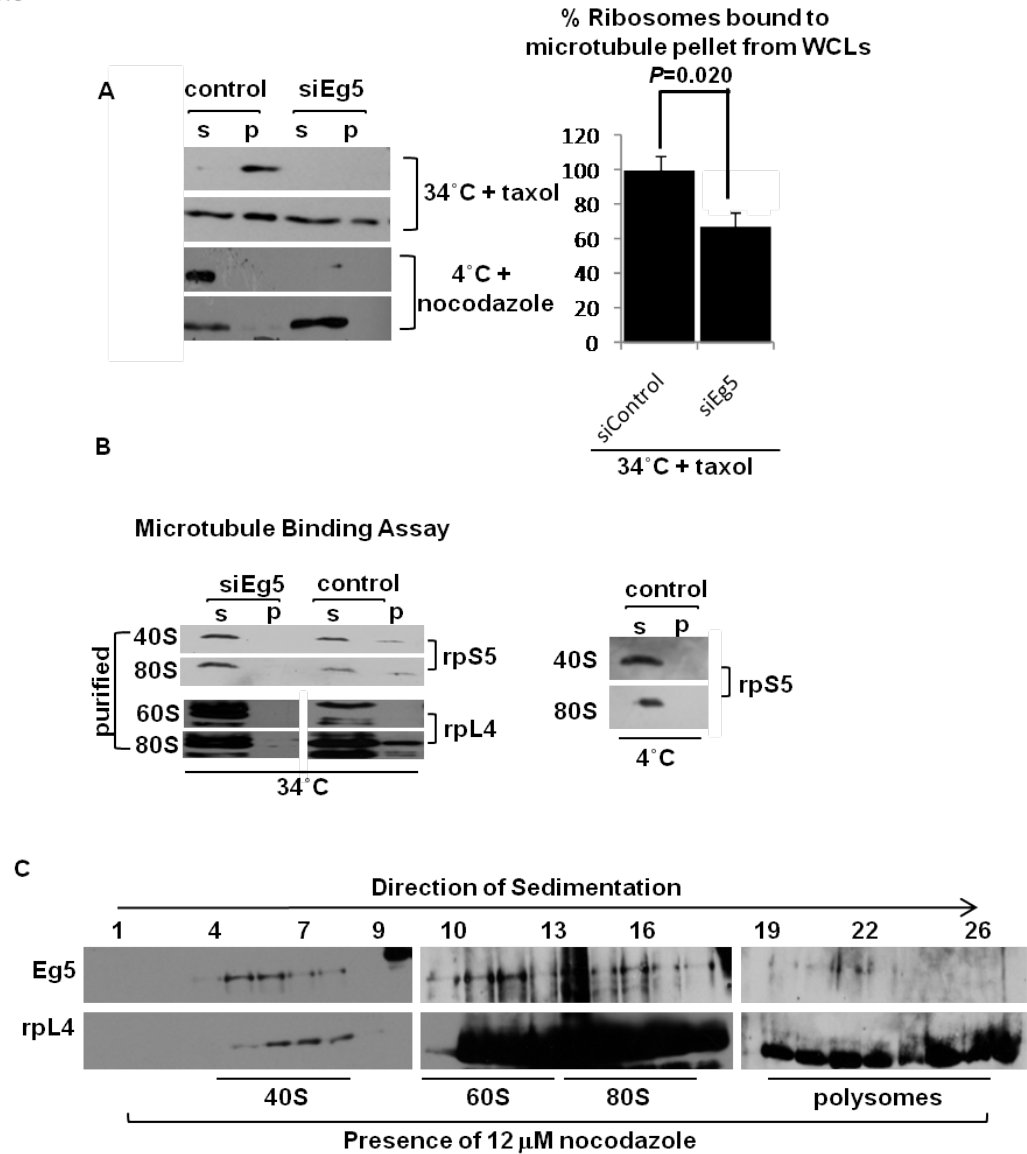 % Ribosomes bound to
microtubule pellet from WCLs
P=0.020
A
control siEg5
s p s p
34˚C + taxol
4˚C +
nocodazole
120
100
80
60
40
20
0
siControl
siEg5
34˚C + taxol
B
Microtubule Binding Assay
siEg5 control
s p s p
purified
40S
80S
rpS5
60S
80S
rpL4
34˚C
control
s p
40S
80S
rpS5
4˚C
C
Direction of Sedimentation
1 4 7 9 10 13 16 19 22 26
Eg5
rpL4
40S 60S 80S polysomes
Presence of 12 µM nocodazole